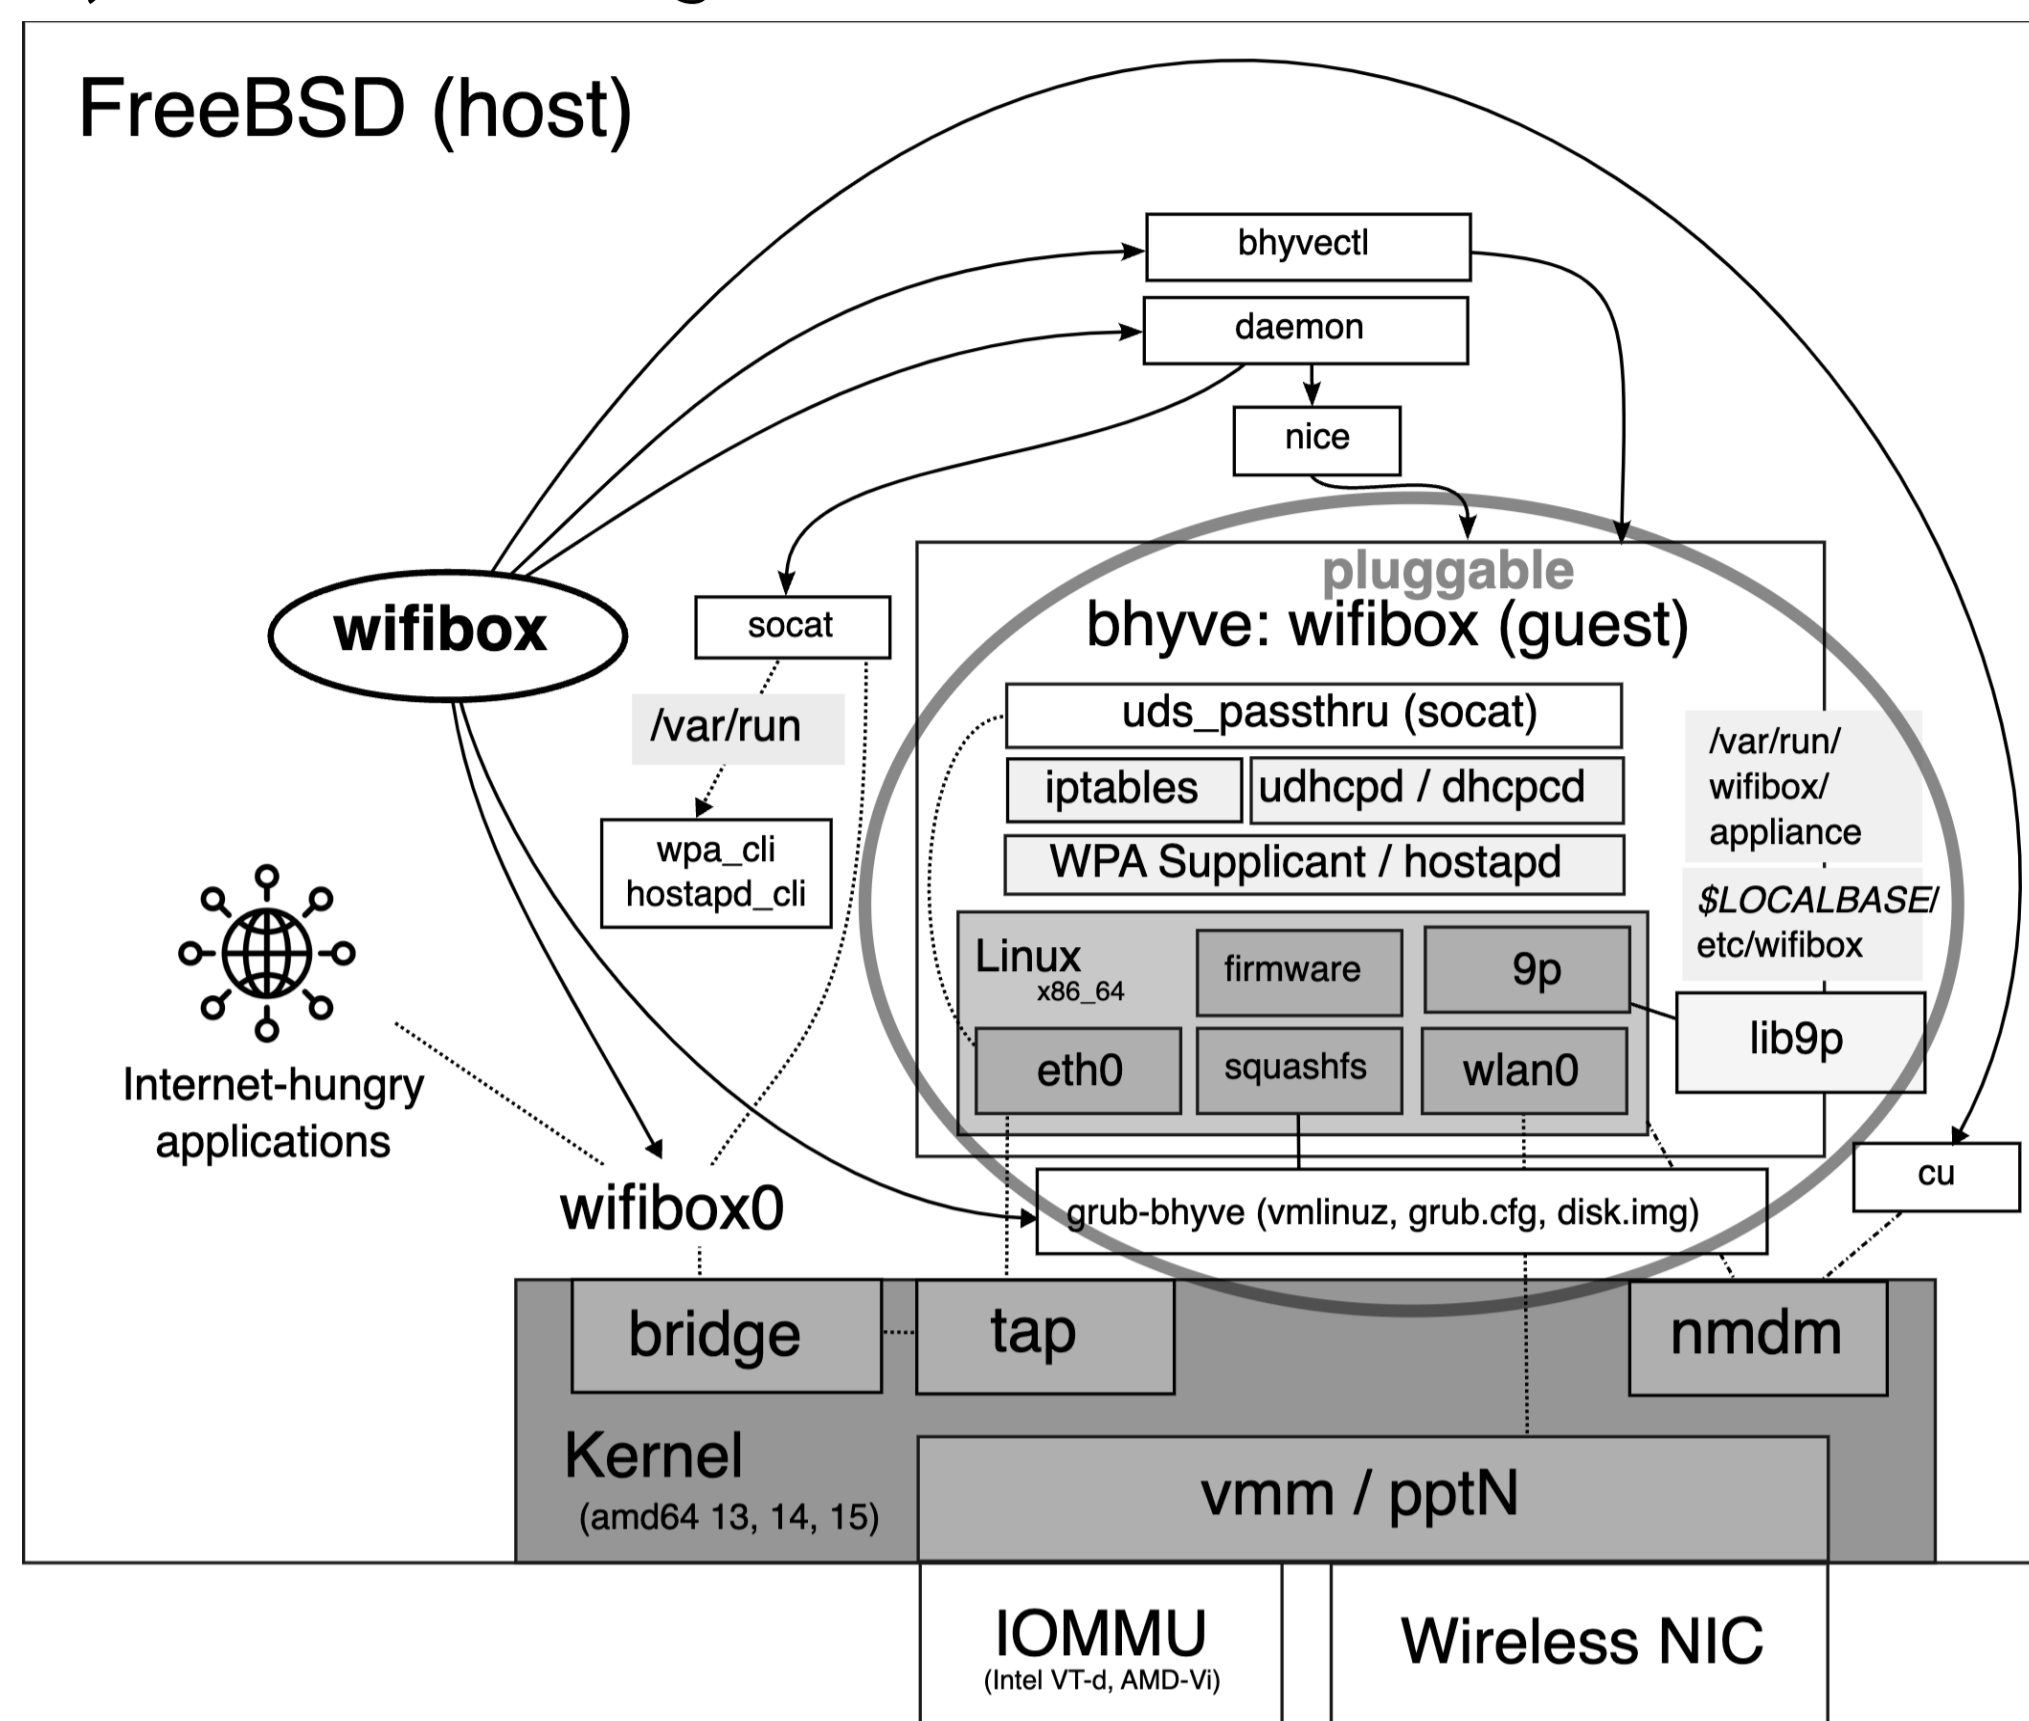 FreeBSD (host)
bhyvectl
daemon
nice
pluggable
bhyve: wifibox (guest)
wifibox
socat
/var/run
wpa_cli
hostapd_cli
uds_passthru (socat)
iptables
udhcpd / dhcpcd
WPA Supplicant / hostapd
/var/run/
wifibox/
appliance
$LOCALBASE/
etc/wifibox
Linux
x86_64
firmware
9p
lib9p
eth0
squashfs
wlan0
Internet-hungry
applications
wifibox0
grub-bhyve (vmlinuz, grub.cfg, disk.img)
cu
bridge
tap
nmdm
Kernel
(amd64 13, 14, 15)
vmm / pptN
IOMMU
(Intel VT-d, AMD-Vi)
Wireless NIC